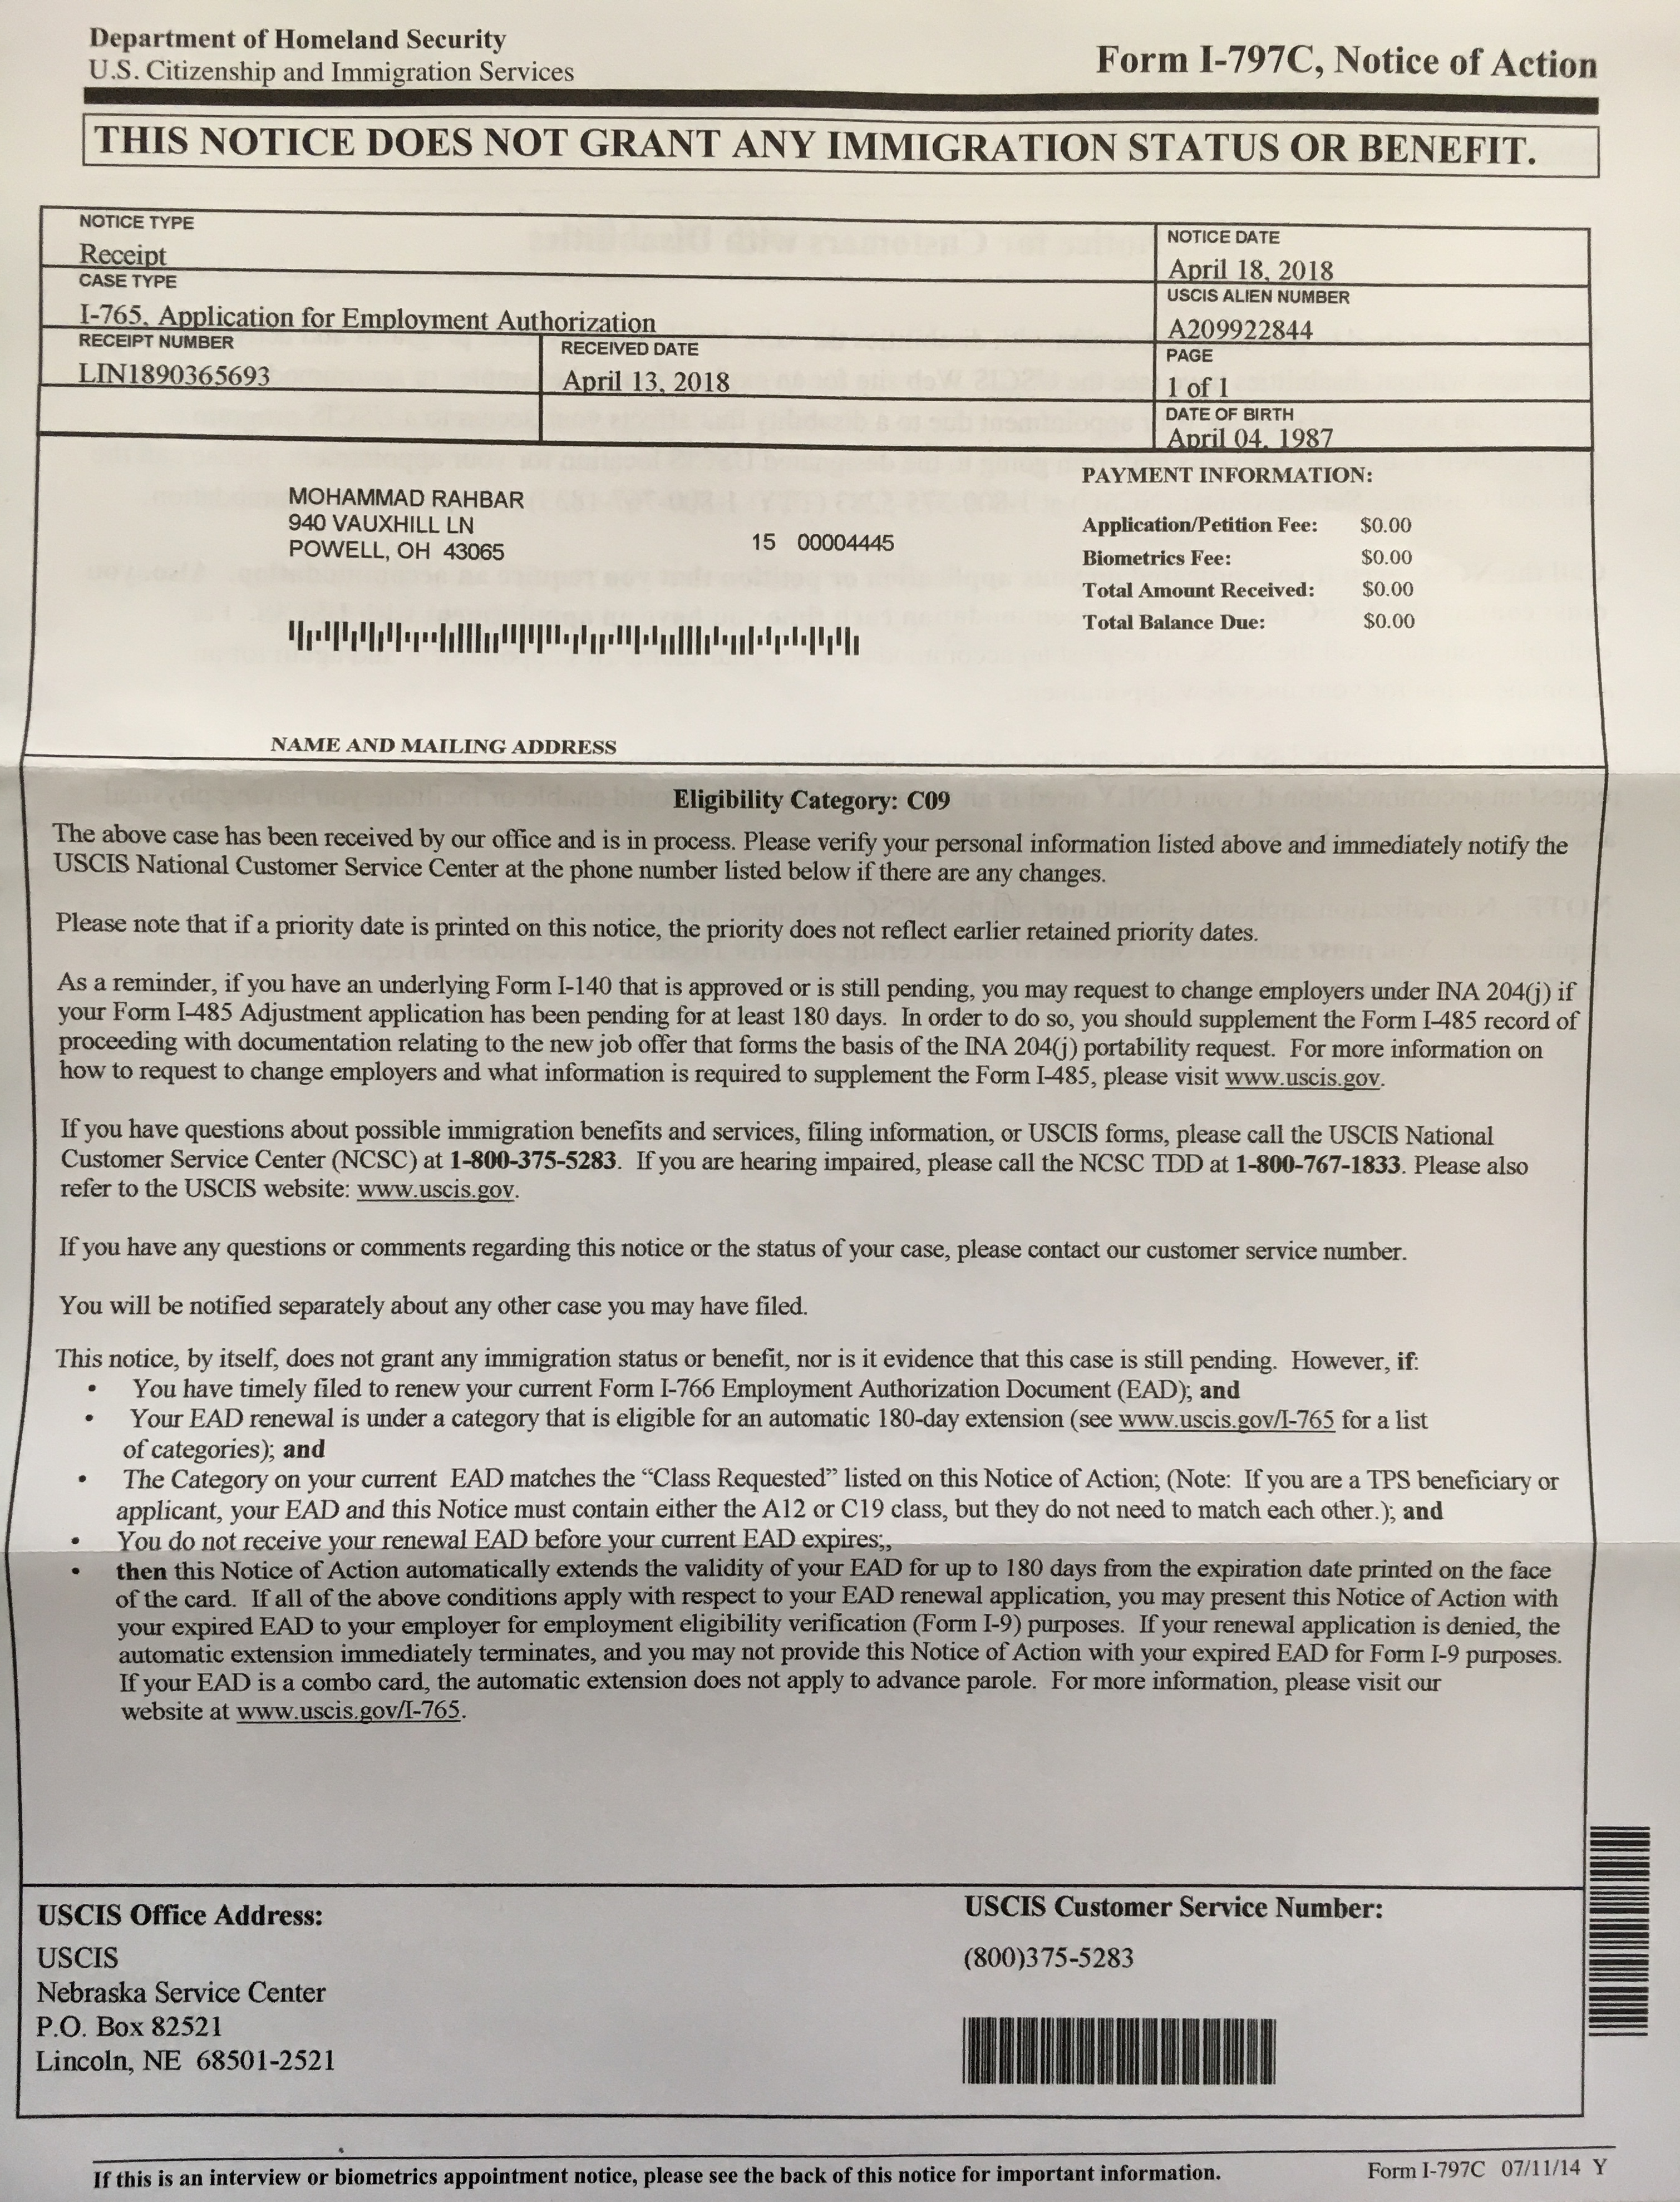 Department of Homeland Security
U.S. Citizenship and Immigration Services
Form I-797C, Notice of Action
THIS NOTICE DOES NOT GRANT ANY IMMIGRATION STATUS OR BENEFIT.
NOTICE TYPE
Receipt
NOTICE DATE
April 18, 2018
CASE TYPE
I-765, Application for Employment Authorization
USCIS ALIEN NUMBER
A209922844
RECEIPT NUMBER
LIN1890365693
RECEIVED DATE
April 13, 2018
PAGE
1 of 1
DATE OF BIRTH
April 04, 1987
MOHAMMAD RAHBAR
940 VAUXHILL LN
POWELL, OH 43065
15 00004445
PAYMENT INFORMATION:
Application/Petition Fee: $0.00
Biometrics Fee: $0.00
Total Amount Received: $0.00
Total Balance Due: $0.00
NAME AND MAILING ADDRESS
Eligibility Category: C09
The above case has been received by our office and is in process. Please verify your personal information listed above and immediately notify the
USCIS National Customer Service Center at the phone number listed below if there are any changes.
Please note that if a priority date is printed on this notice, the priority does not reflect earlier retained priority dates.
As a reminder, if you have an underlying Form I-140 that is approved or is still pending, you may request to change employers under INA 204(j) if
your Form I-485 Adjustment application has been pending for at least 180 days. In order to do so, you should supplement the Form I-485 record of
proceeding with documentation relating to the new job offer that forms the basis of the INA 204(j) portability request. For more information on
how to request to change employers and what information is required to supplement the Form I-485, please visit www.uscis.gov.
If you have questions about possible immigration benefits and services, filing information, or USCIS forms, please call the USCIS National
Customer Service Center (NCSC) at 1-800-375-5283. If you are hearing impaired, please call the NCSC TDD at 1-800-767-1833. Please also
refer to the USCIS website: www.uscis.gov.
If you have any questions or comments regarding this notice or the status of your case, please contact our customer service number.
You will be notified separately about any other case you may have filed.
This notice, by itself, does not grant any immigration status or benefit, nor is it evidence that this case is still pending. However, if:
• You have timely filed to renew your current Form I-766 Employment Authorization Document (EAD); and
• Your EAD renewal is under a category that is eligible for an automatic 180-day extension (see www.uscis.gov/I-765 for a list
of categories); and
• The Category on your current EAD matches the “Class Requested” listed on this Notice of Action; (Note: If you are a TPS beneficiary or
applicant, your EAD and this Notice must contain either the A12 or C19 class, but they do not need to match each other.); and
• You do not receive your renewal EAD before your current EAD expires;,
• then this Notice of Action automatically extends the validity of your EAD for up to 180 days from the expiration date printed on the face
of the card. If all of the above conditions apply with respect to your EAD renewal application, you may present this Notice of Action with
your expired EAD to your employer for employment eligibility verification (Form I-9) purposes. If your renewal application is denied, the
automatic extension immediately terminates, and you may not provide this Notice of Action with your expired EAD for Form I-9 purposes.
If your EAD is a combo card, the automatic extension does not apply to advance parole. For more information, please visit our
website at www.uscis.gov/I-765.
USCIS Office Address:
USCIS
Nebraska Service Center
P.O. Box 82521
Lincoln, NE 68501-2521
USCIS Customer Service Number:
(800)375-5283
If this is an interview or biometrics appointment notice, please see the back of this notice for important information.
Form I-797C 07/11/14 Y